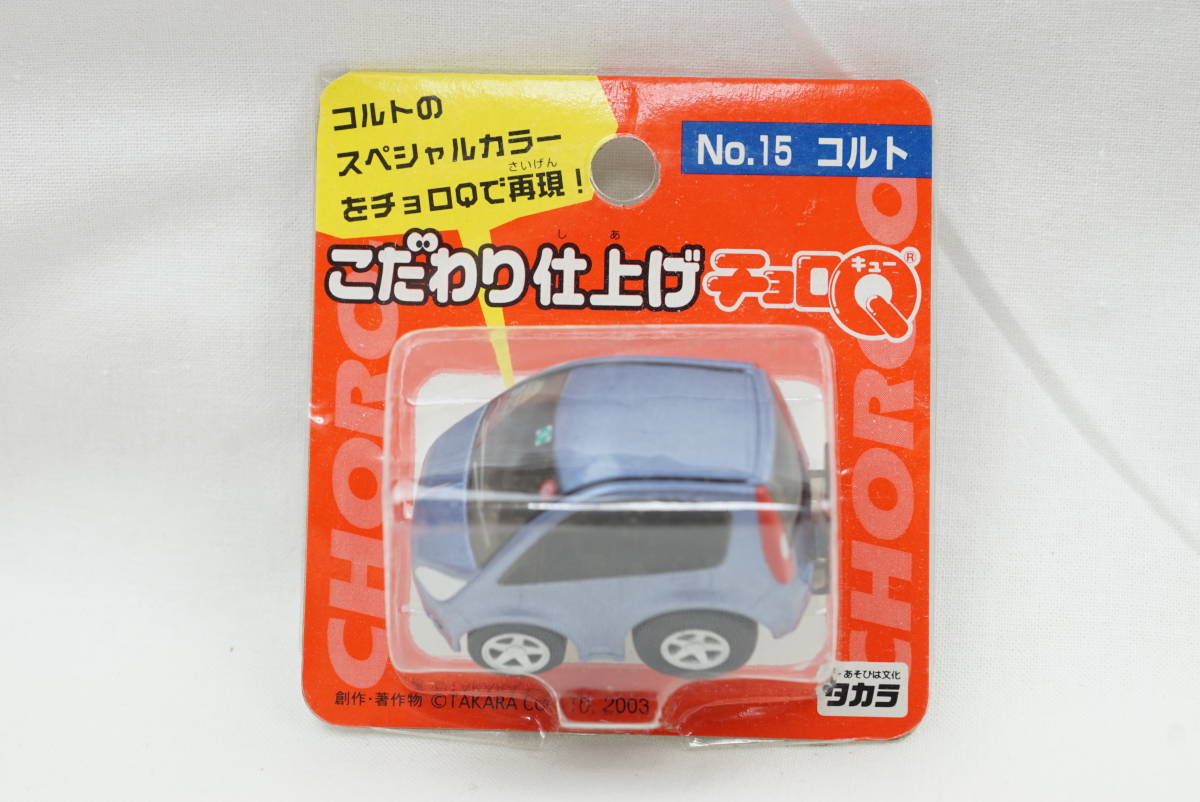 コルトの
スペシャルカラー
さいげん
をチョロQで再現！
No.15 コルト
しあ
こだわり仕上げ チョロQ キュー ®
CHORO
CHORO
あそびは文化
タカラ
創作・著作物 ©TAKARA CO., LTD. 2003